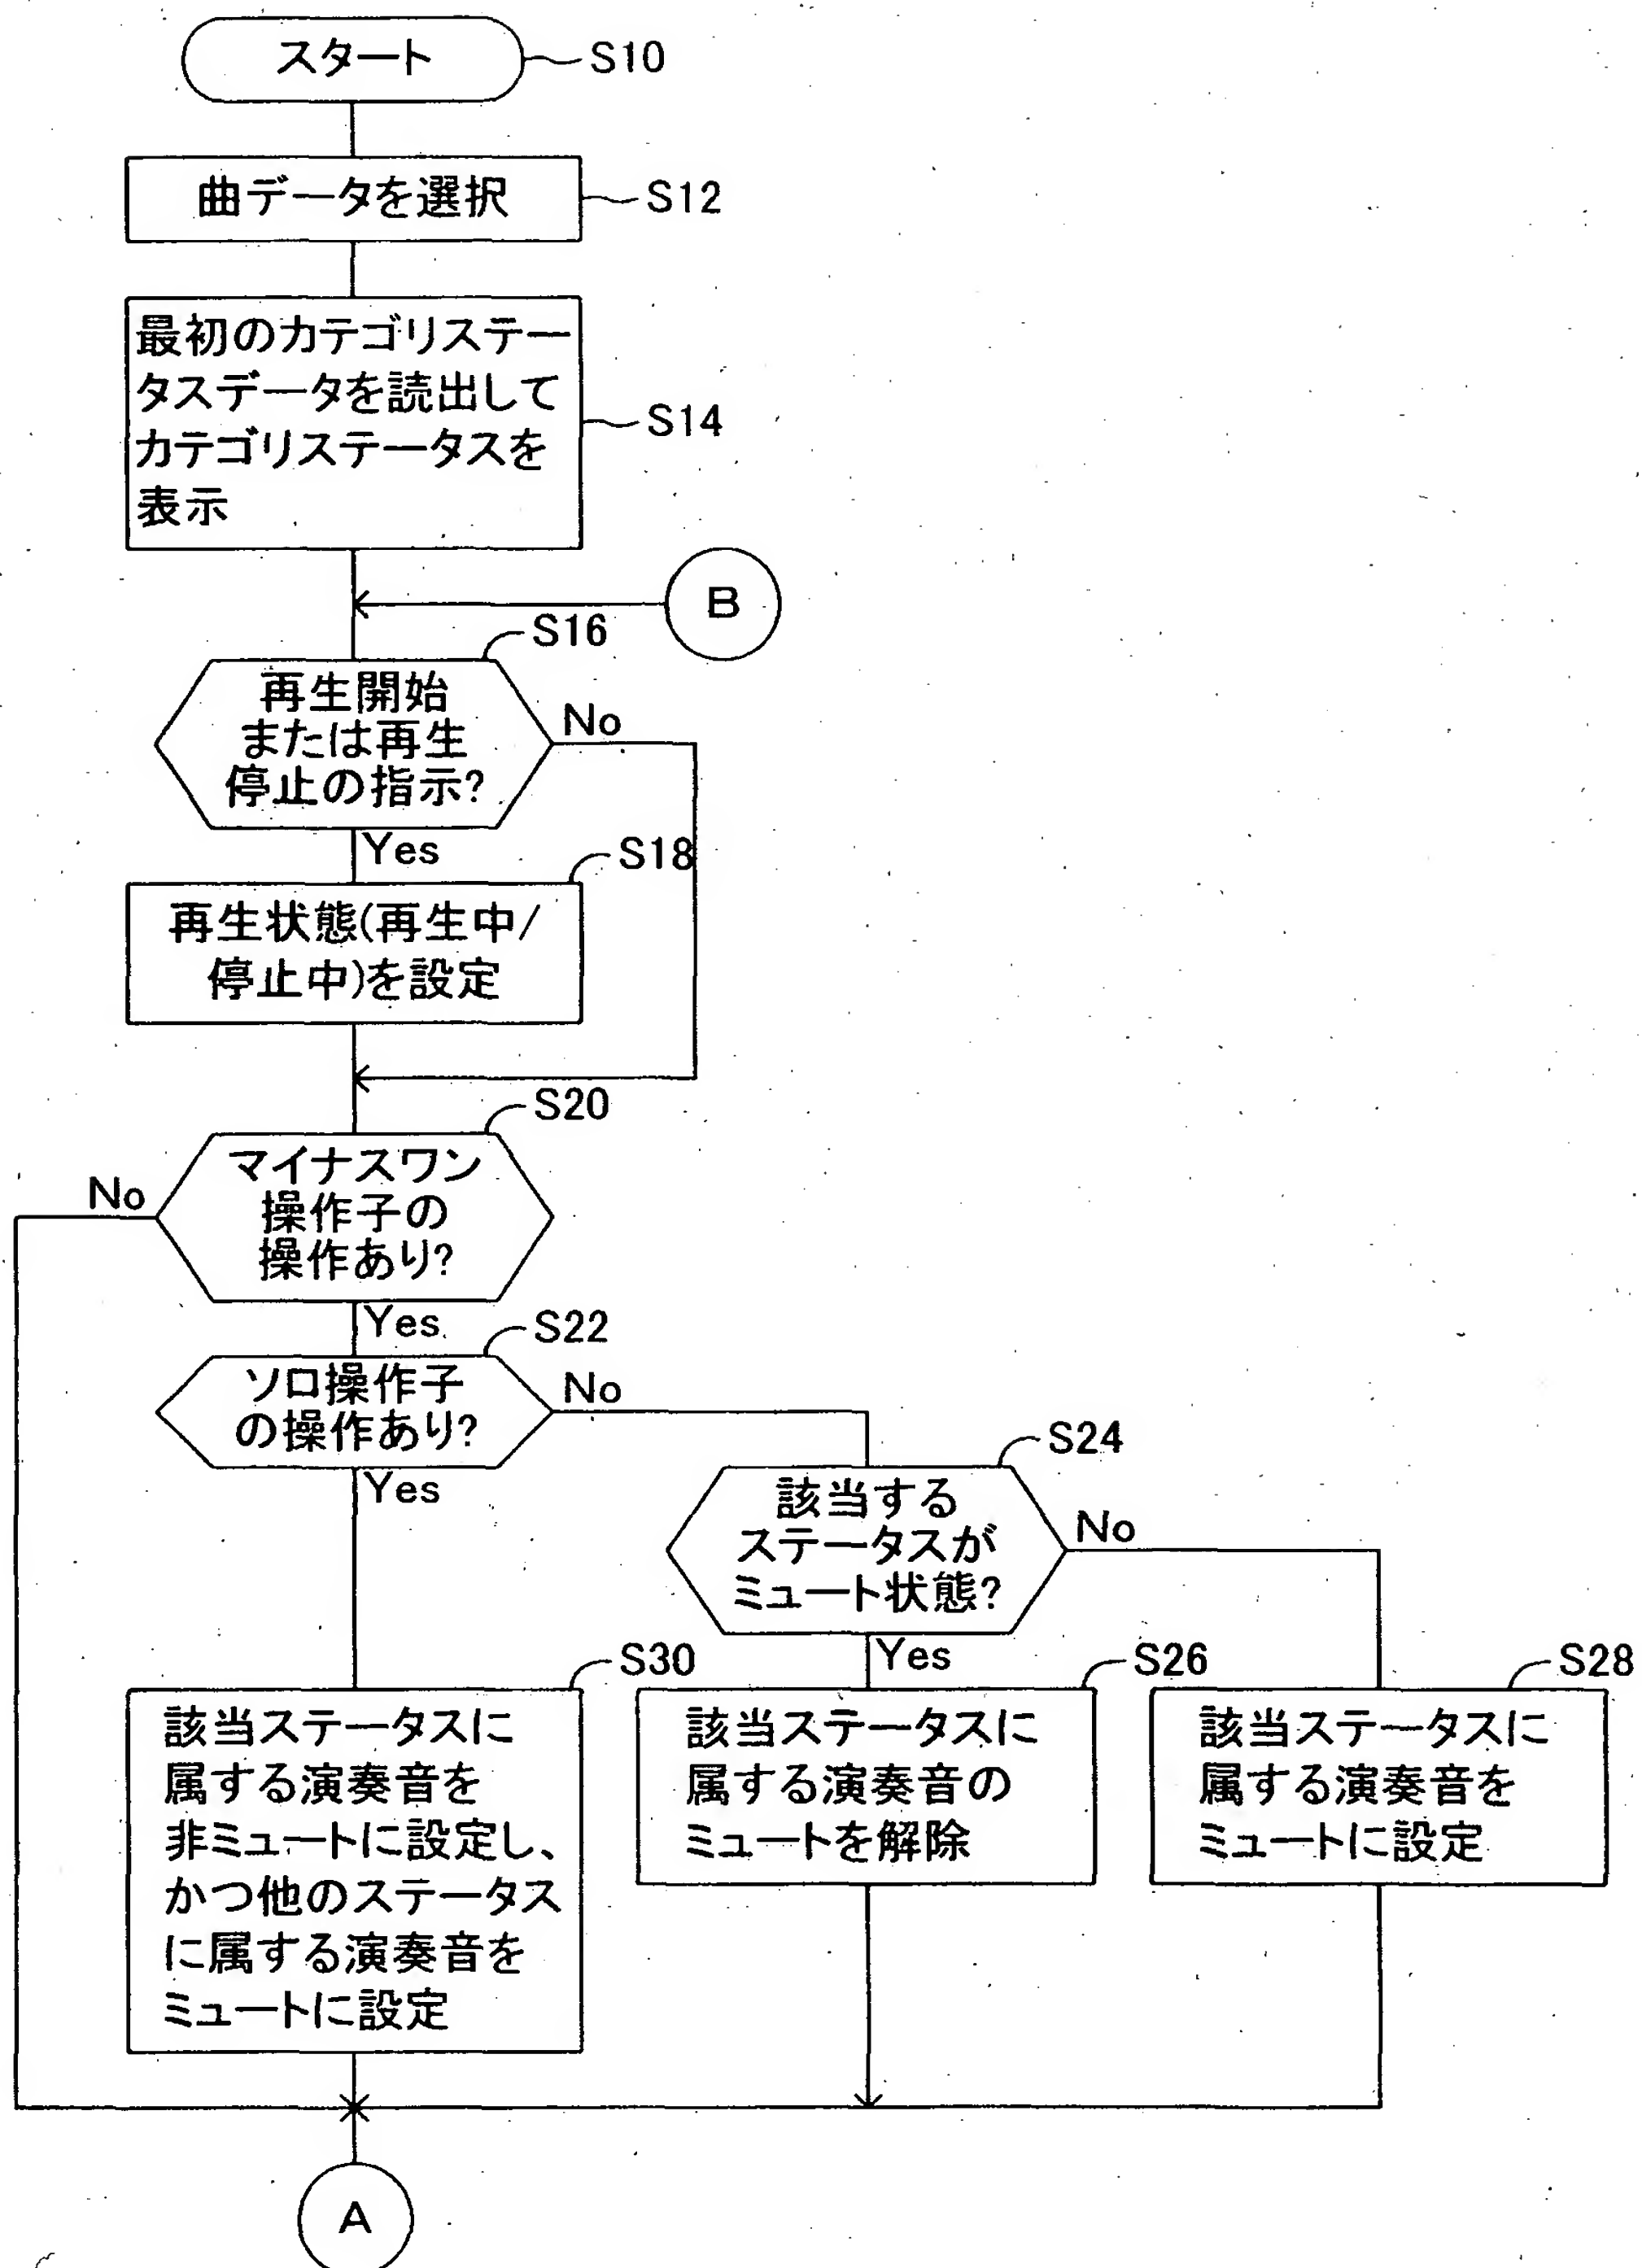 スタート
S10
曲データを選択
S12
最初のカテゴリステー
タスデータを読出して
カテゴリステータスを
表示
S14
B
S16
再生開始
または再生
停止の指示?
No
Yes
S18
再生状態(再生中/
停止中)を設定
S20
マイナスワン
操作子の
操作あり?
No
Yes
S22
ソロ操作子
の操作あり?
No
Yes
S24
該当する
ステータスが
ミュート状態?
No
Yes
S30
該当ステータスに
属する演奏音を
非ミュートに設定し、
かつ他のステータス
に属する演奏音を
ミュートに設定
S26
該当ステータスに
属する演奏音の
ミュートを解除
S28
該当ステータスに
属する演奏音を
ミュートに設定
A